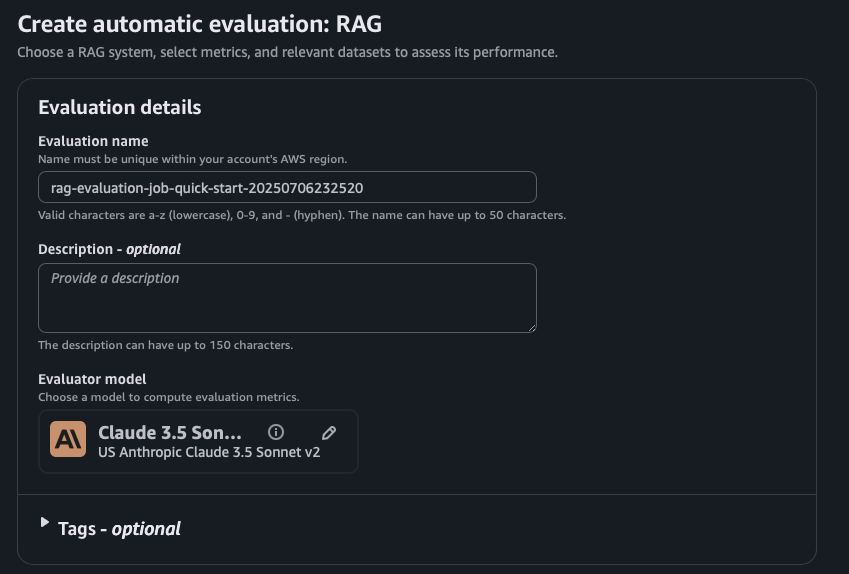 Create automatic evaluation: RAG
Choose a RAG system, select metrics, and relevant datasets to assess its performance.
Evaluation details
Evaluation name
Name must be unique within your account's AWS region.
rag-evaluation-job-quick-start-20250706232520
Valid characters are a-z (lowercase), 0-9, and - (hyphen). The name can have up to 50 characters.
Description - optional
Provide a description
The description can have up to 150 characters.
Evaluator model
Choose a model to compute evaluation metrics.
Claude 3.5 Son...
US Anthropic Claude 3.5 Sonnet v2
Tags - optional